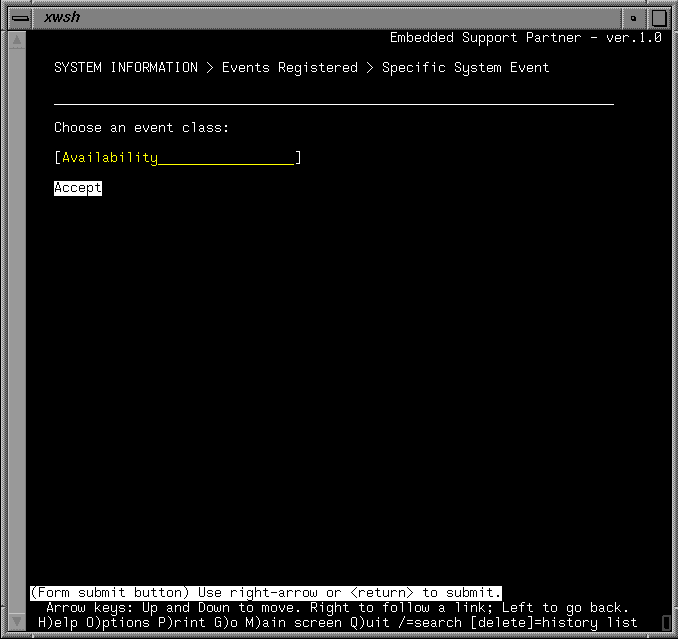 xwsh
Embedded Support Partner - ver.1.0
SYSTEM INFORMATION > Events Registered > Specific System Event
Choose an event class:
[Availability_________________]
Accept
(Form submit button) Use right-arrow or <return> to submit.
Arrow keys: Up and Down to move. Right to follow a link; Left to go back.
H)elp O)ptions P)rint G)o M)ain screen Q)uit /=search [delete]=history list